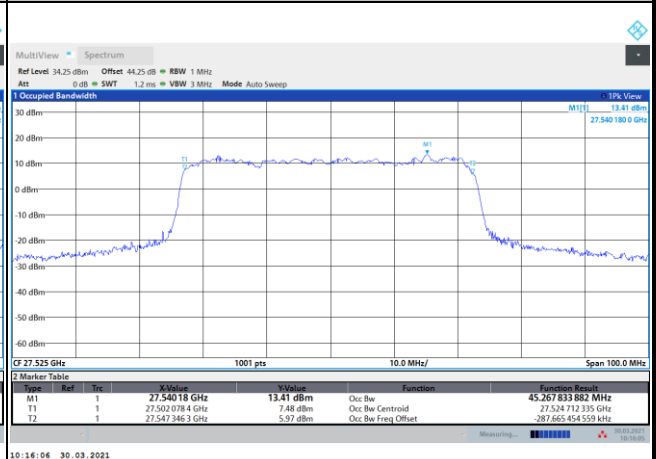 MultiView Spectrum
Ref Level 34.25 dBm Offset 44.25 dB RBW 1 MHz
Att 0 dB SWT 1.2 ms VBW 3 MHz Mode Auto Sweep
1 Occupied Bandwidth 1Pk View
M1[1] 13.41 dBm
27.540 180 0 GHz
30 dBm
20 dBm
M1
T1
T2
10 dBm
0 dBm
-10 dBm
-20 dBm
-30 dBm
-40 dBm
-50 dBm
-60 dBm
CF 27.525 GHz 1001 pts 10.0 MHz/ Span 100.0 MHz
2 Marker Table
Type Ref Trc X-Value Y-Value Function Function Result
M1 1 27.54018 GHz 13.41 dBm Occ Bw 45.267 833 882 MHz
T1 1 27.502 078 4 GHz 7.48 dBm Occ Bw Centroid 27.524 712 335 GHz
T2 1 27.547 346 3 GHz 5.97 dBm Occ Bw Freq Offset -287.665 454 559 kHz
Measuring... 30.03.2021
10:16:05
10:16:06 30.03.2021